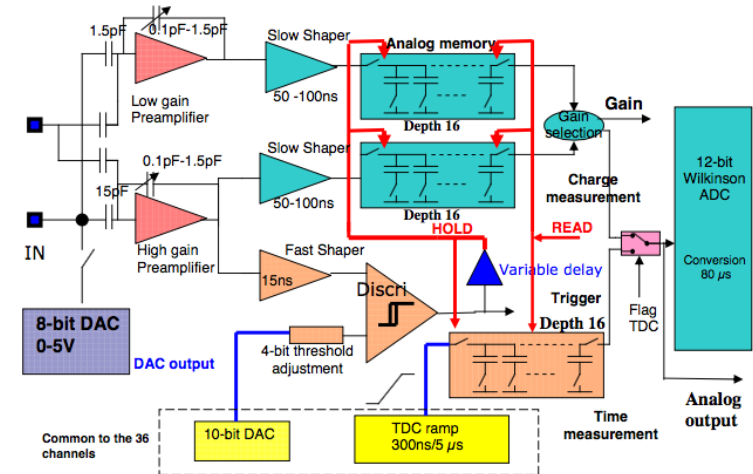 1.5pF
0.1pF-1.5pF
Slow Shaper
Analog memory
50 -100ns
Low gain
Preamplifier
Depth 16
Gain
Gain
selection
12-bit
Wilkinson
ADC
Conversion
80 µs
0.1pF-1.5pF
Slow Shaper
15pF
50-100ns
Depth 16
Charge
measurement
HOLD
READ
IN
High gain
Preamplifier
Fast Shaper
15ns
Discri
Variable delay
Trigger
Depth 16
Flag
TDC
8-bit DAC
0-5V
DAC output
4-bit threshold
adjustment
Analog
output
Time
measurement
Common to the 36
channels
10-bit DAC
TDC ramp
300ns/5 µs